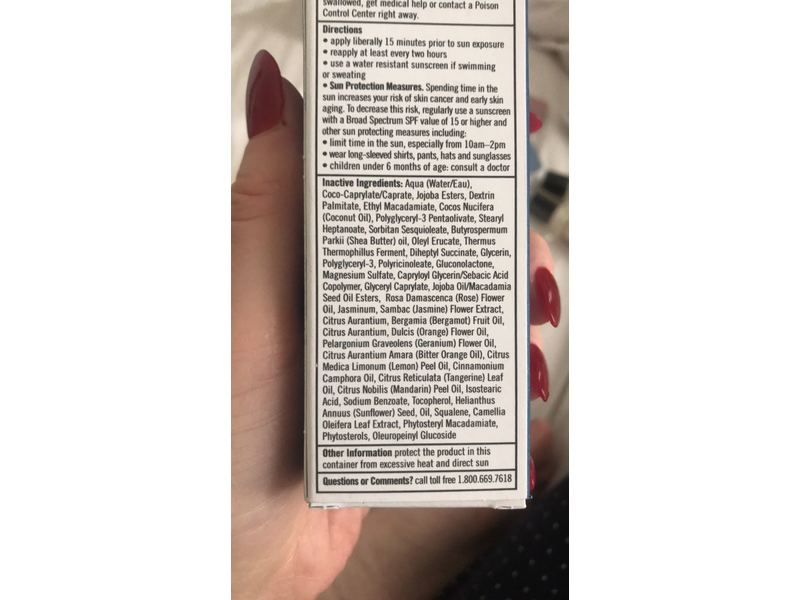 swallowed, get medical help or contact a Poison
Control Center right away.
Directions
• apply liberally 15 minutes prior to sun exposure
• reapply at least every two hours
• use a water resistant sunscreen if swimming
or sweating
• Sun Protection Measures. Spending time in the
sun increases your risk of skin cancer and early skin
aging. To decrease this risk, regularly use a sunscreen
with a Broad Spectrum SPF value of 15 or higher and
other sun protecting measures including:
• limit time in the sun, especially from 10am–2pm
• wear long-sleeved shirts, pants, hats and sunglasses
• children under 6 months of age: consult a doctor
Inactive Ingredients: Aqua (Water/Eau),
Coco-Caprylate/Caprate, Jojoba Esters, Dextrin
Palmitate, Ethyl Macadamiate, Cocos Nucifera
(Coconut Oil), Polyglyceryl-3 Pentaolivate, Stearyl
Heptanoate, Sorbitan Sesquioleate, Butyrospermum
Parkii (Shea Butter) oil, Oleyl Erucate, Thermus
Thermophillus Ferment, Diheptyl Succinate, Glycerin,
Polyglyceryl-3, Polyricinoleate, Gluconolactone,
Magnesium Sulfate, Capryloyl Glycerin/Sebacic Acid
Copolymer, Glyceryl Caprylate, Jojoba Oil/Macadamia
Seed Oil Esters, Rosa Damascenca (Rose) Flower
Oil, Jasminum, Sambac (Jasmine) Flower Extract,
Citrus Aurantium, Bergamia (Bergamot) Fruit Oil,
Citrus Aurantium, Dulcis (Orange) Flower Oil,
Pelargonium Graveolens (Geranium) Flower Oil,
Citrus Aurantium Amara (Bitter Orange Oil), Citrus
Medica Limonum (Lemon) Peel Oil, Cinnamonium
Camphora Oil, Citrus Reticulata (Tangerine) Leaf
Oil, Citrus Nobilis (Mandarin) Peel Oil, Isostearic
Acid, Sodium Benzoate, Tocopherol, Helianthus
Annuus (Sunflower) Seed, Oil, Squalene, Camellia
Oleifera Leaf Extract, Phytosteryl Macadamiate,
Phytosterols, Oleuropeinyl Glucoside
Other Information protect the product in this
container from excessive heat and direct sun
Questions or Comments? call toll free 1.800.669.7618